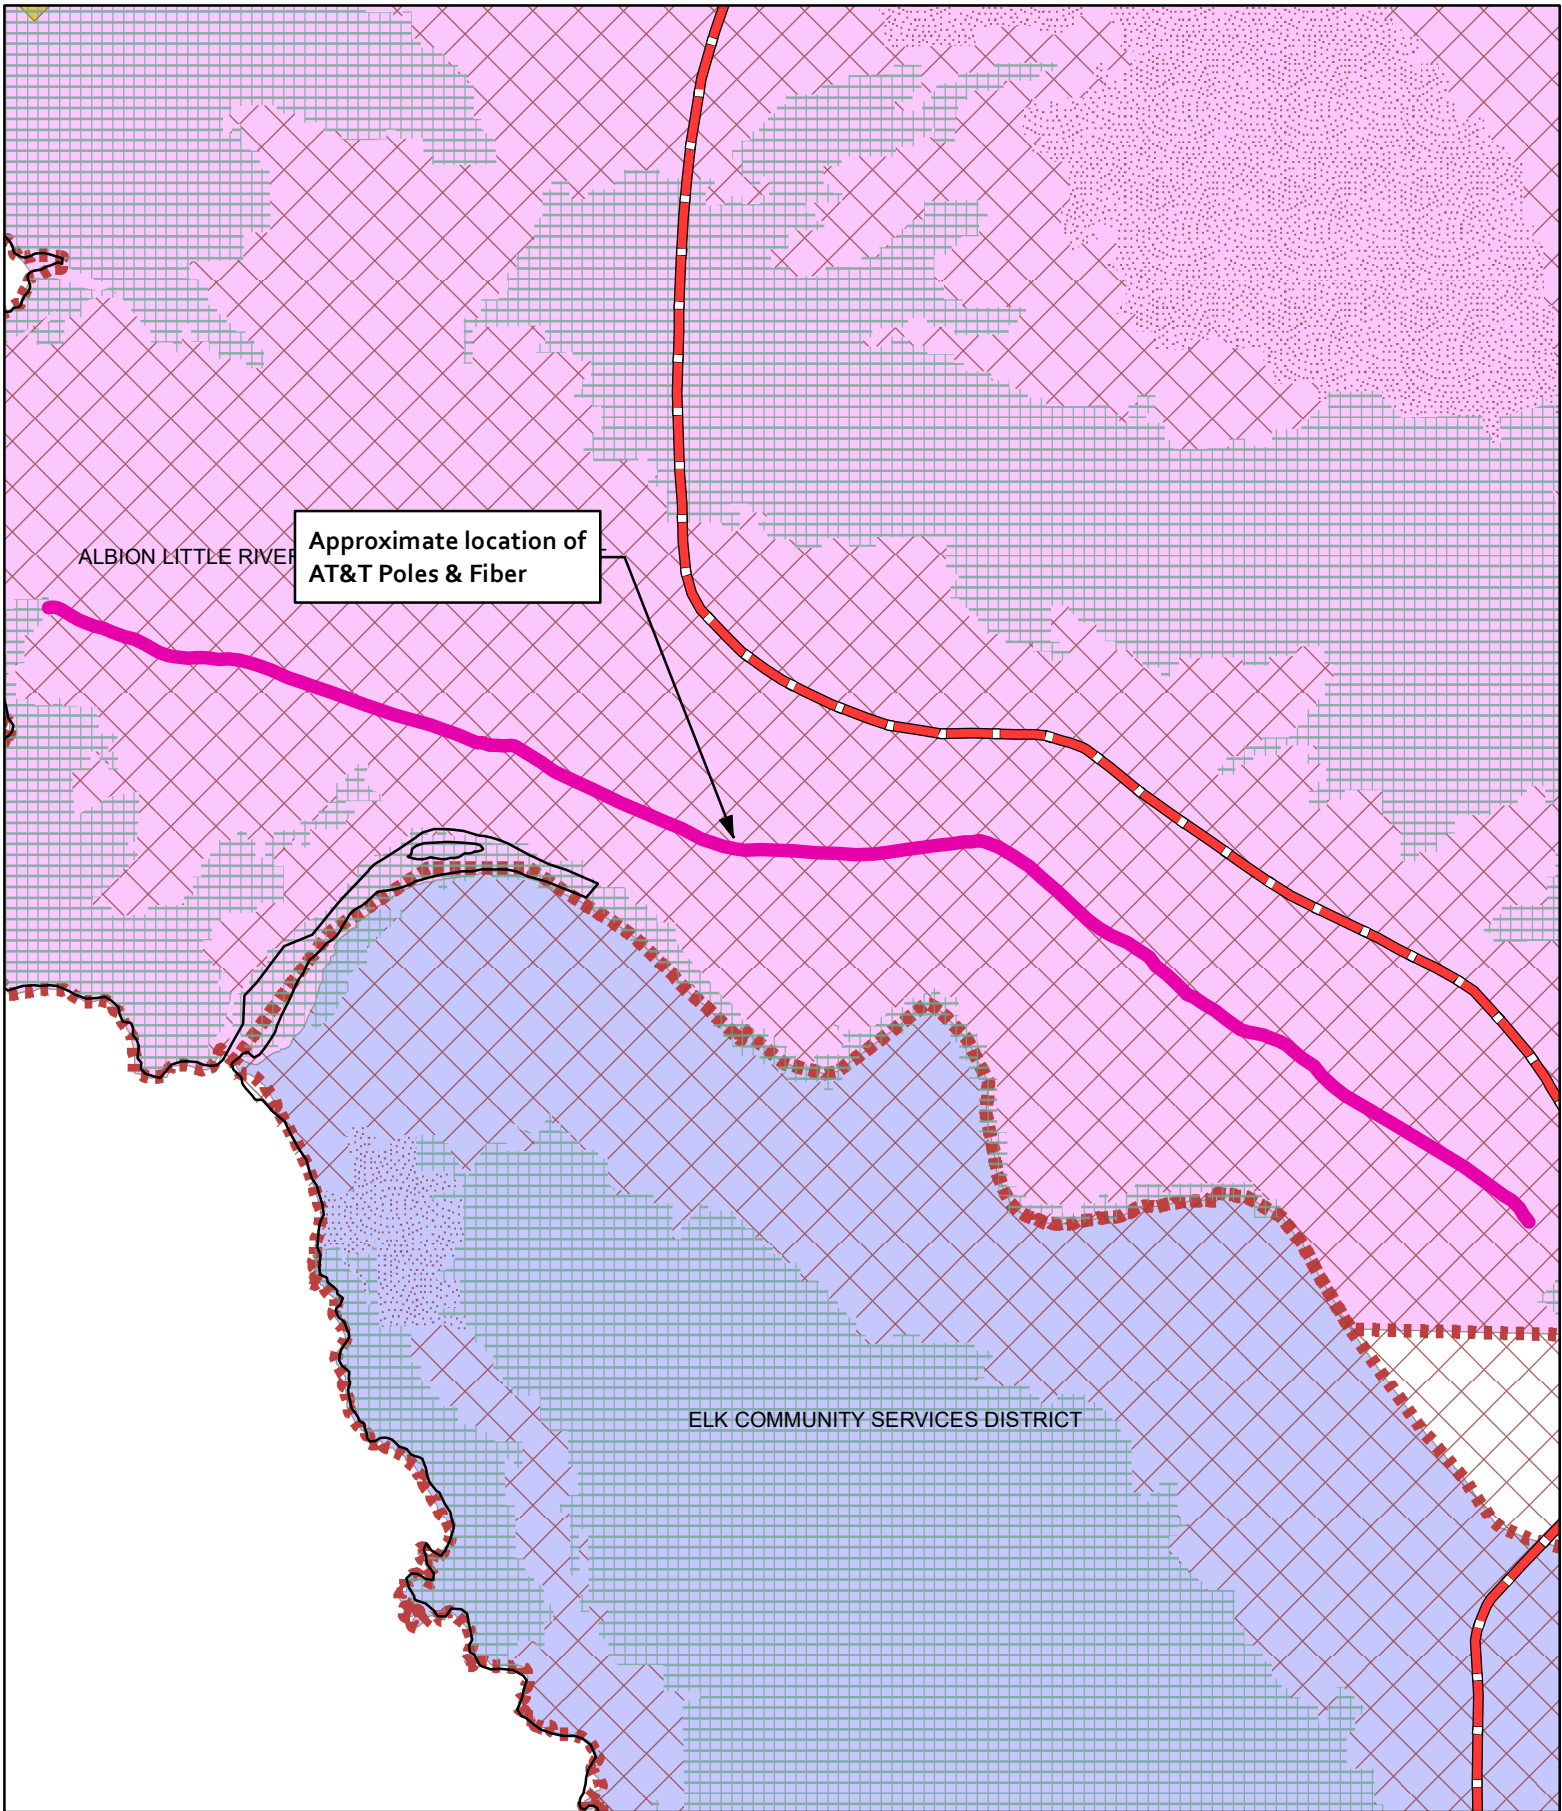 Approximate location of
AT&T Poles & Fiber
ALBION LITTLE RIVER
ELK COMMUNITY SERVICES DISTRICT